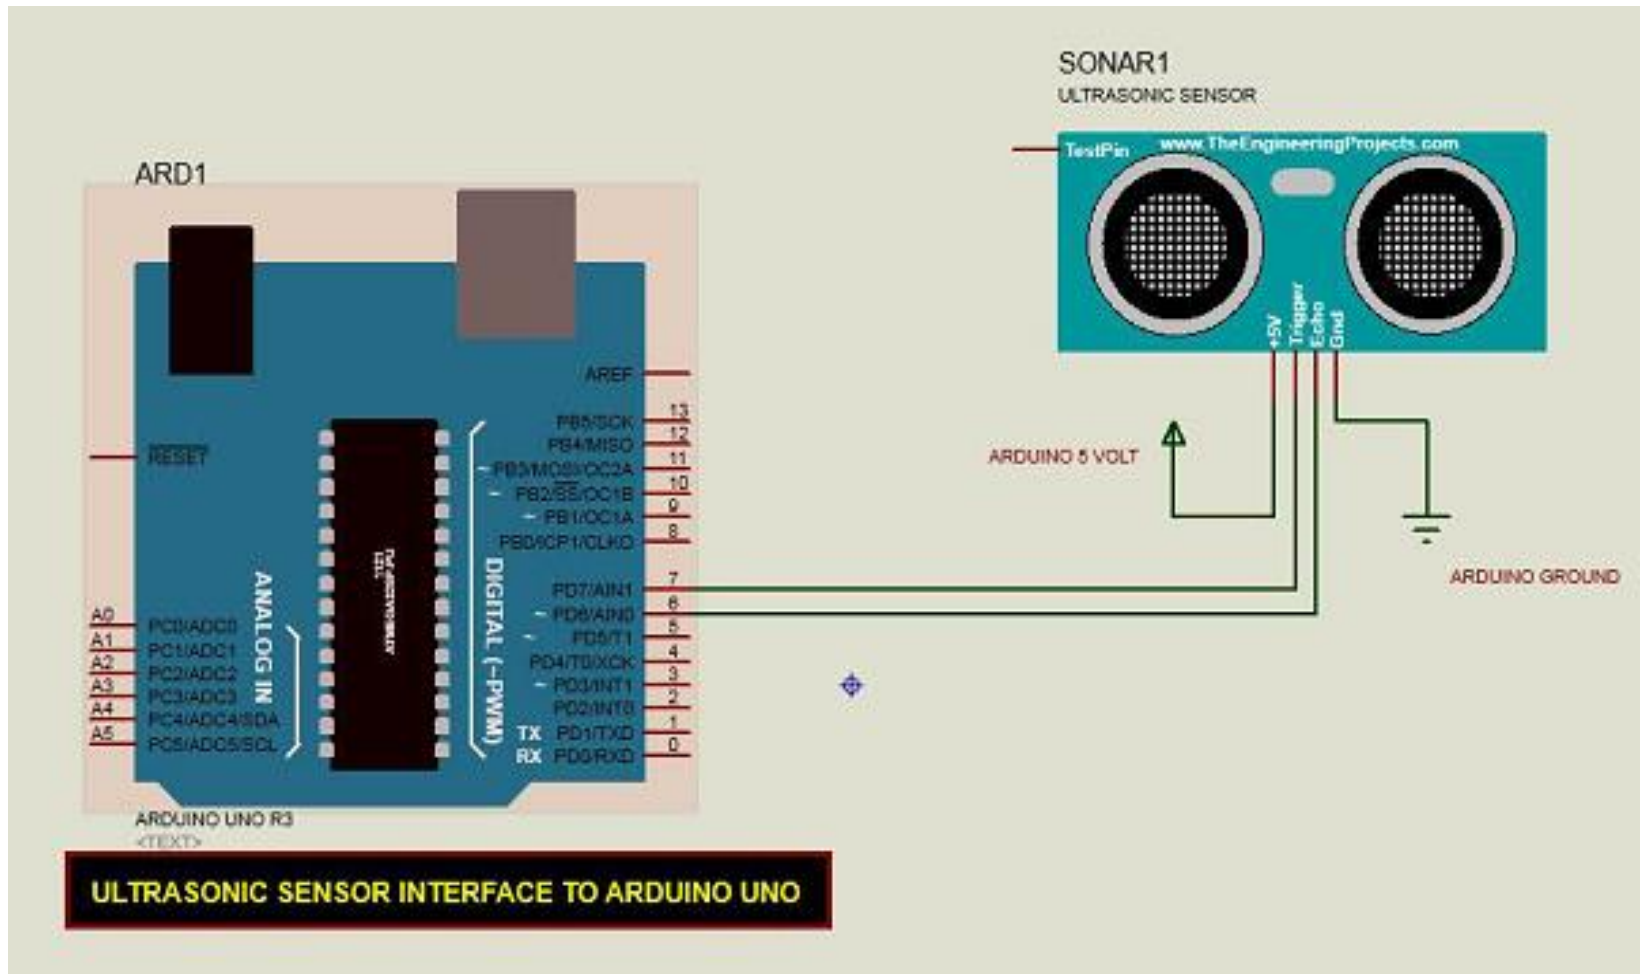 SONAR1
ULTRASONIC SENSOR
TestPin
www.TheEngineeringProjects.com
+5V
Trigger
Echo
Gnd
ARDUINO 5 VOLT
ARDUINO GROUND
ARD1
AREF
RESET
PB5/SCK 13
PB4/MISO 12
~ PB3/MOSI/OC2A 11
~ PB2/SS/OC1B 10
~ PB1/OC1A 9
PB0/ICP1/CLKO 8
PD7/AIN1 7
~ PD6/AIN0 6
~ PD5/T1 5
PD4/T0/XCK 4
~ PD3/INT1 3
PD2/INT0 2
TX PD1/TXD 1
RX PD0/RXD 0
DIGITAL (~PWM)
ANALOG IN
A0 PC0/ADC0
A1 PC1/ADC1
A2 PC2/ADC2
A3 PC3/ADC3
A4 PC4/ADC4/SDA
A5 PC5/ADC5/SCL
ARDUINO UNO R3
<TEXT>
ULTRASONIC SENSOR INTERFACE TO ARDUINO UNO